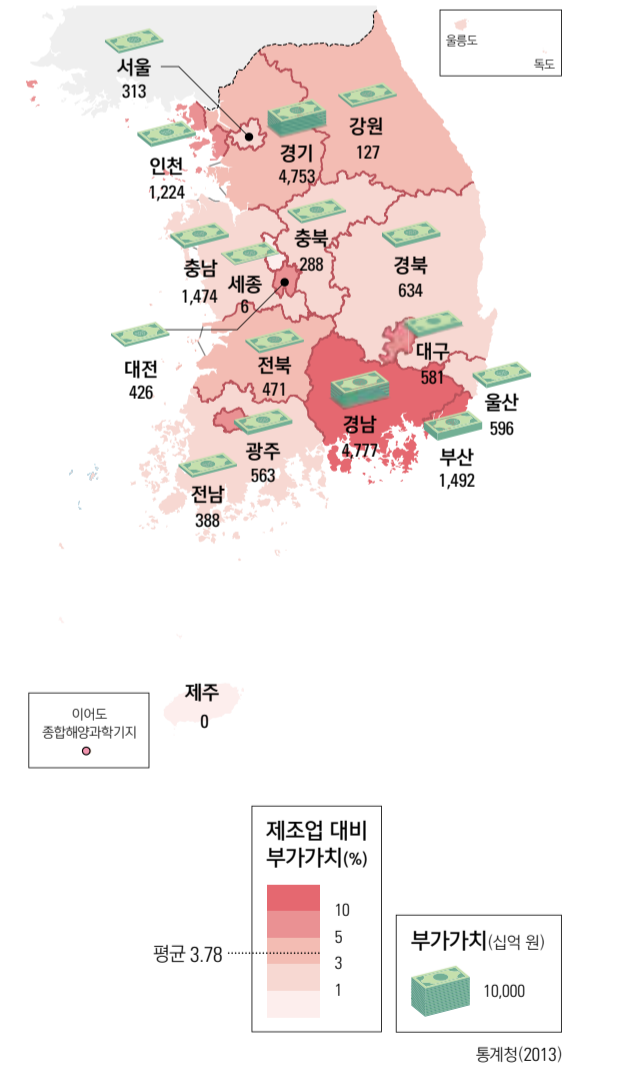 울릉도
독도
서울
313
강원
127
인천
1,224
경기
4,753
충북
288
충남
1,474
세종
6
경북
634
대전
426
전북
471
대구
581
울산
596
경남
4,777
부산
1,492
광주
563
전남
388
제주
0
이어도
종합해양과학기지
제조업 대비
부가가치(%)
10
5
평균 3.78
3
1
부가가치(십억 원)
10,000
통계청(2013)